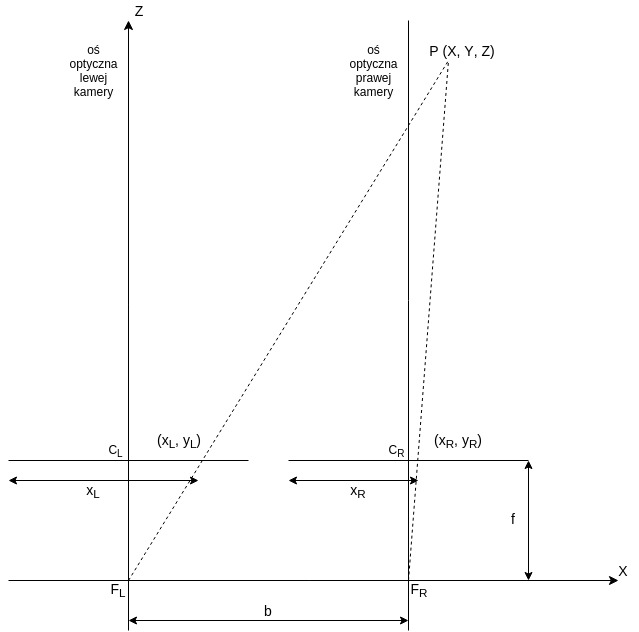 Z
oś
optyczna
lewej
kamery
oś
optyczna
prawej
kamery
P (X, Y, Z)
C_L
(x_L, y_L)
C_R
(x_R, y_R)
x_L
x_R
f
X
F_L
F_R
b